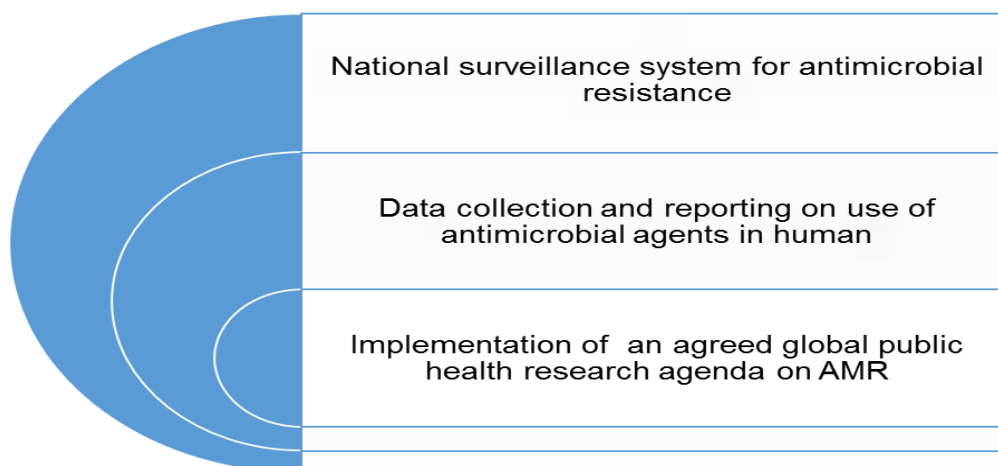 National surveillance system for antimicrobial
resistance
Data collection and reporting on use of
antimicrobial agents in human
Implementation of  an agreed global public
health research agenda on AMR